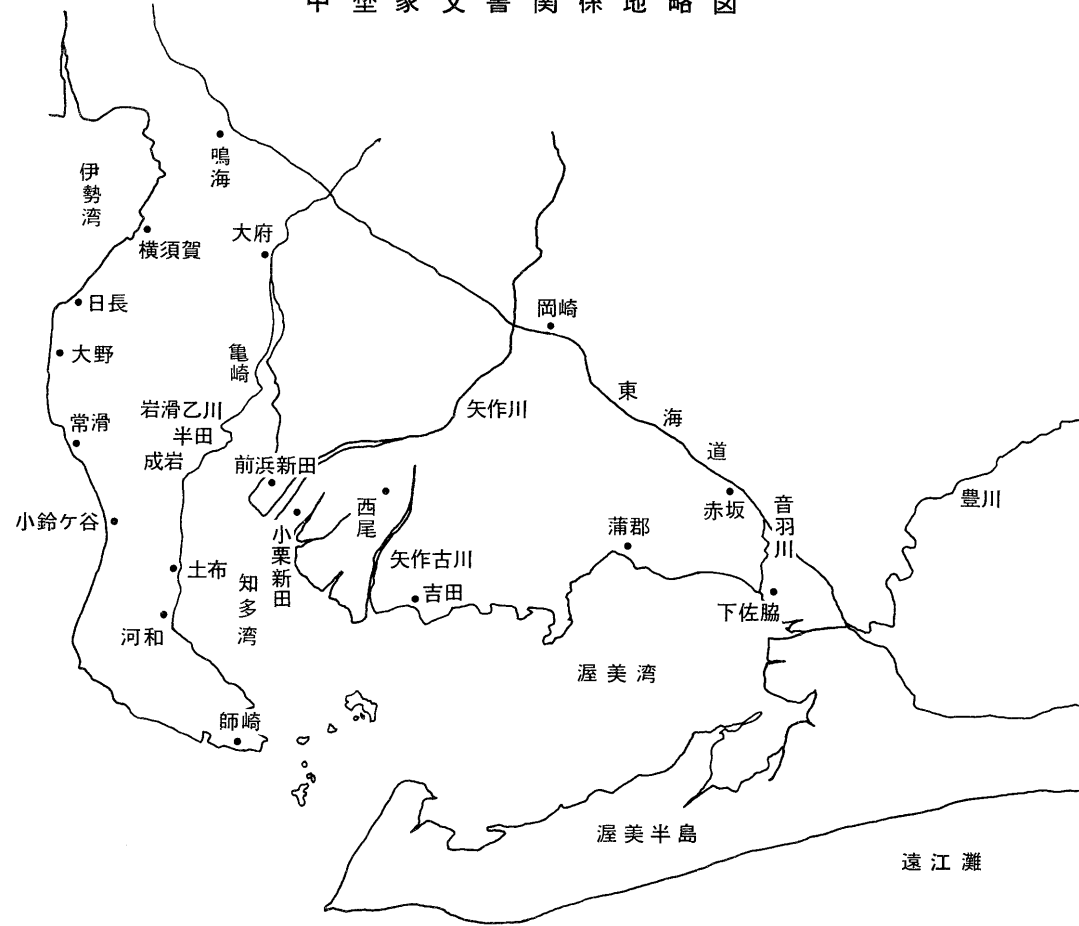 中埜家文書関係地略図
鳴海
伊勢湾
大府
横須賀
日長
岡崎
大野
亀崎
東海道
岩滑乙川
矢作川
常滑
半田
成岩
前浜新田
西尾
赤坂
音羽川
豊川
小鈴ケ谷
小栗新田
蒲郡
矢作古川
土布
知多湾
吉田
下佐脇
河和
渥美湾
師崎
渥美半島
遠江灘